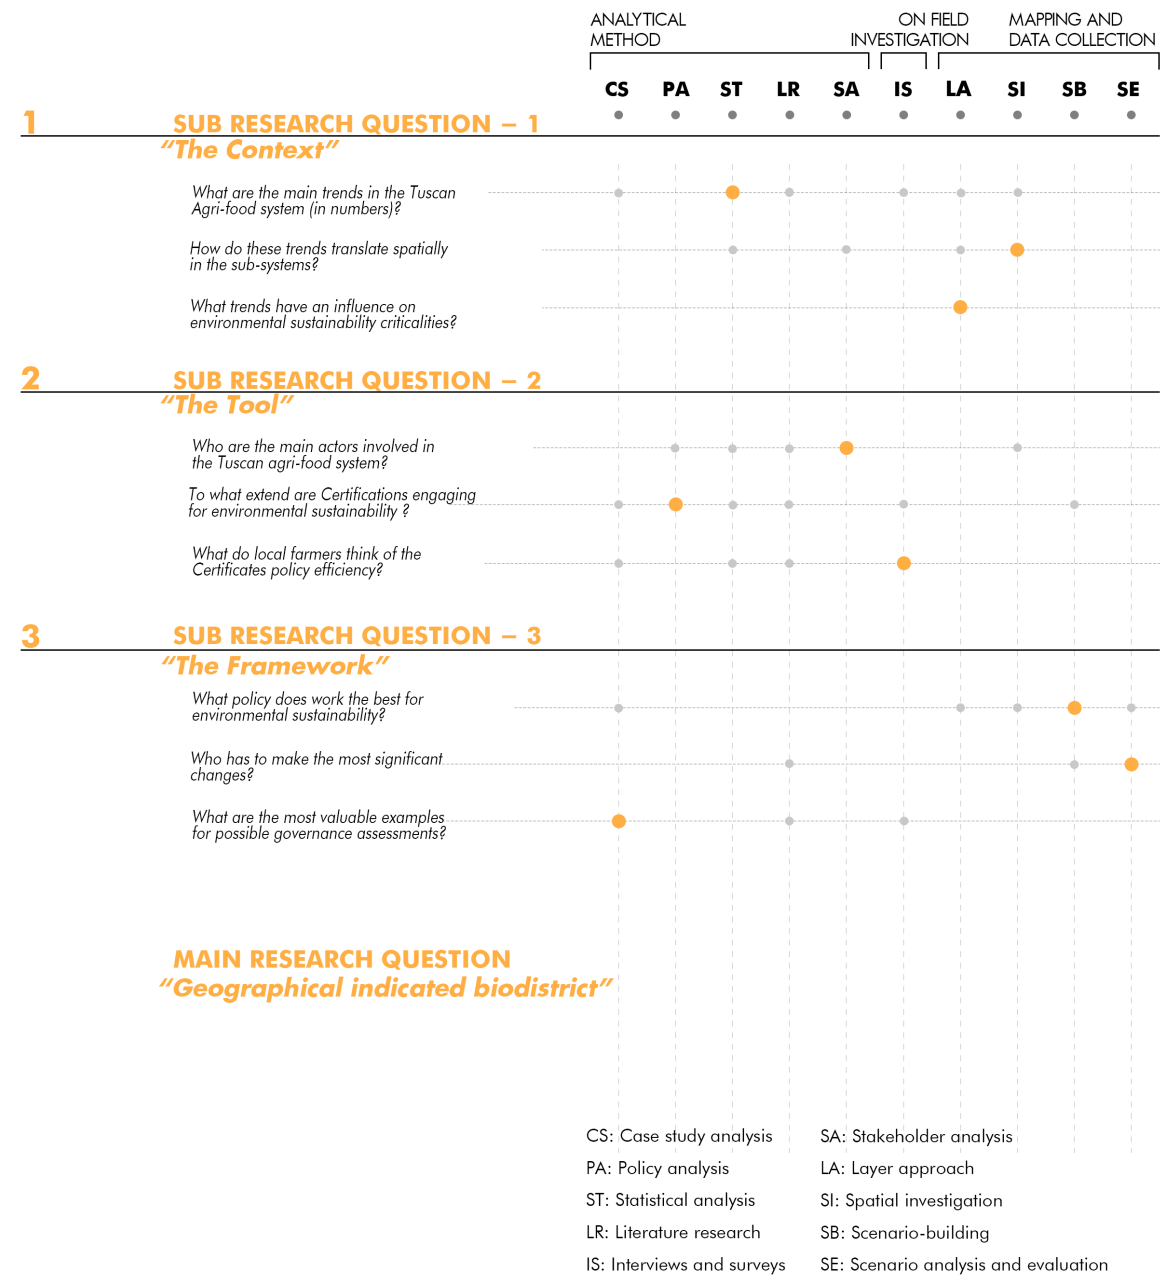 ANALYTICAL
METHOD
ON FIELD
INVESTIGATION
MAPPING AND
DATA COLLECTION
CS PA ST LR SA IS LA SI SB SE
1 SUB RESEARCH QUESTION – 1
“The Context”
What are the main trends in the Tuscan
Agri-food system (in numbers)?
How do these trends translate spatially
in the sub-systems?
What trends have an influence on
environmental sustainability criticalities?
2 SUB RESEARCH QUESTION – 2
“The Tool”
Who are the main actors involved in
the Tuscan agri-food system?
To what extend are Certifications engaging
for environmental sustainability ?
What do local farmers think of the
Certificates policy efficiency?
3 SUB RESEARCH QUESTION – 3
“The Framework”
What policy does work the best for
environmental sustainability?
Who has to make the most significant
changes?
What are the most valuable examples
for possible governance assessments?
MAIN RESEARCH QUESTION
“Geographical indicated biodistrict”
CS: Case study analysis
PA: Policy analysis
ST: Statistical analysis
LR: Literature research
IS: Interviews and surveys
SA: Stakeholder analysis
LA: Layer approach
SI: Spatial investigation
SB: Scenario-building
SE: Scenario analysis and evaluation